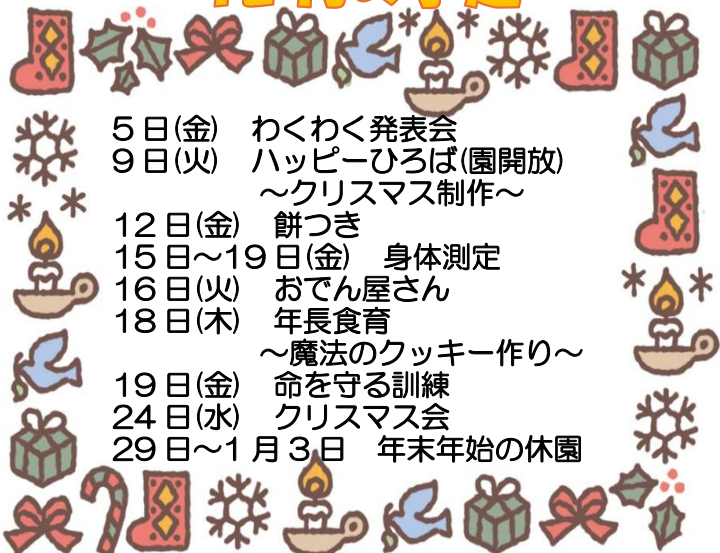 5日(金)　わくわく発表会
9日(火)　ハッピーひろば(園開放)
～クリスマス制作～
12日(金)　餅つき
15日～19日(金)　身体測定
16日(火)　おでん屋さん
18日(木)　年長食育
～魔法のクッキー作り～
19日(金)　命を守る訓練
24日(水)　クリスマス会
29日～1月3日　年末年始の休園